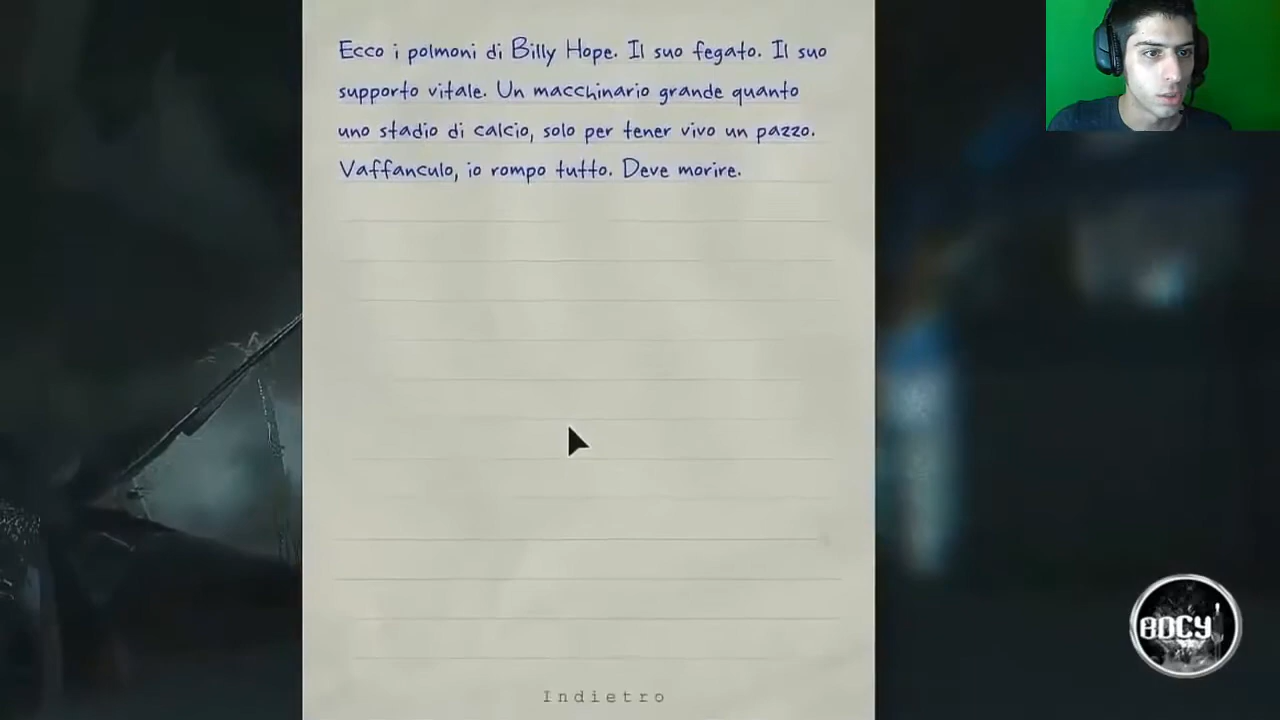 Ecco i polmoni di Billy Hope. Il suo fegato. Il suo
supporto vitale. Un macchinario grande quanto
uno stadio di calcio, solo per tener vivo un pazzo.
Vaffanculo, io rompo tutto. Deve morire.
Indietro